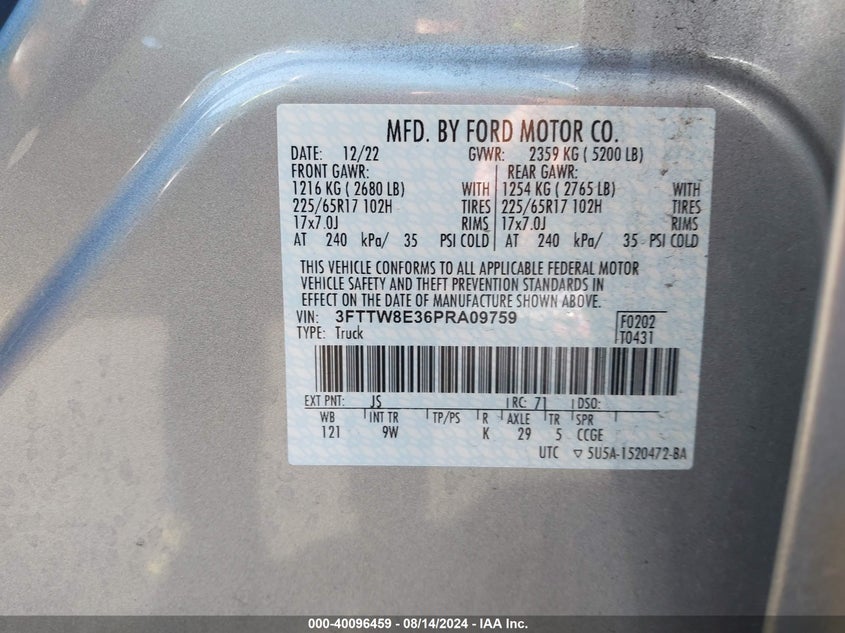 MFD. BY FORD MOTOR CO.
DATE: 12/22 GVWR: 2359 KG ( 5200 LB)
FRONT GAWR: REAR GAWR:
1216 KG ( 2680 LB) WITH 1254 KG ( 2765 LB) WITH
225/65R17 102H TIRES 225/65R17 102H TIRES
17x7.0J RIMS 17x7.0J RIMS
AT 240 kPa/ 35 PSI COLD AT 240 kPa/ 35 PSI COLD
THIS VEHICLE CONFORMS TO ALL APPLICABLE FEDERAL MOTOR
VEHICLE SAFETY AND THEFT PREVENTION STANDARDS IN
EFFECT ON THE DATE OF MANUFACTURE SHOWN ABOVE.
VIN: 3FTTW8E36PRA09759 F0202
TYPE: Truck T0431
EXT PNT: JS RC: 71 DSO:
WB INT TR TP/PS R AXLE TR SPR
121 9W K 29 5 CCGE
UTC ▽ 5U5A-1520472-BA
000-40096459 - 08/14/2024 - IAA Inc.